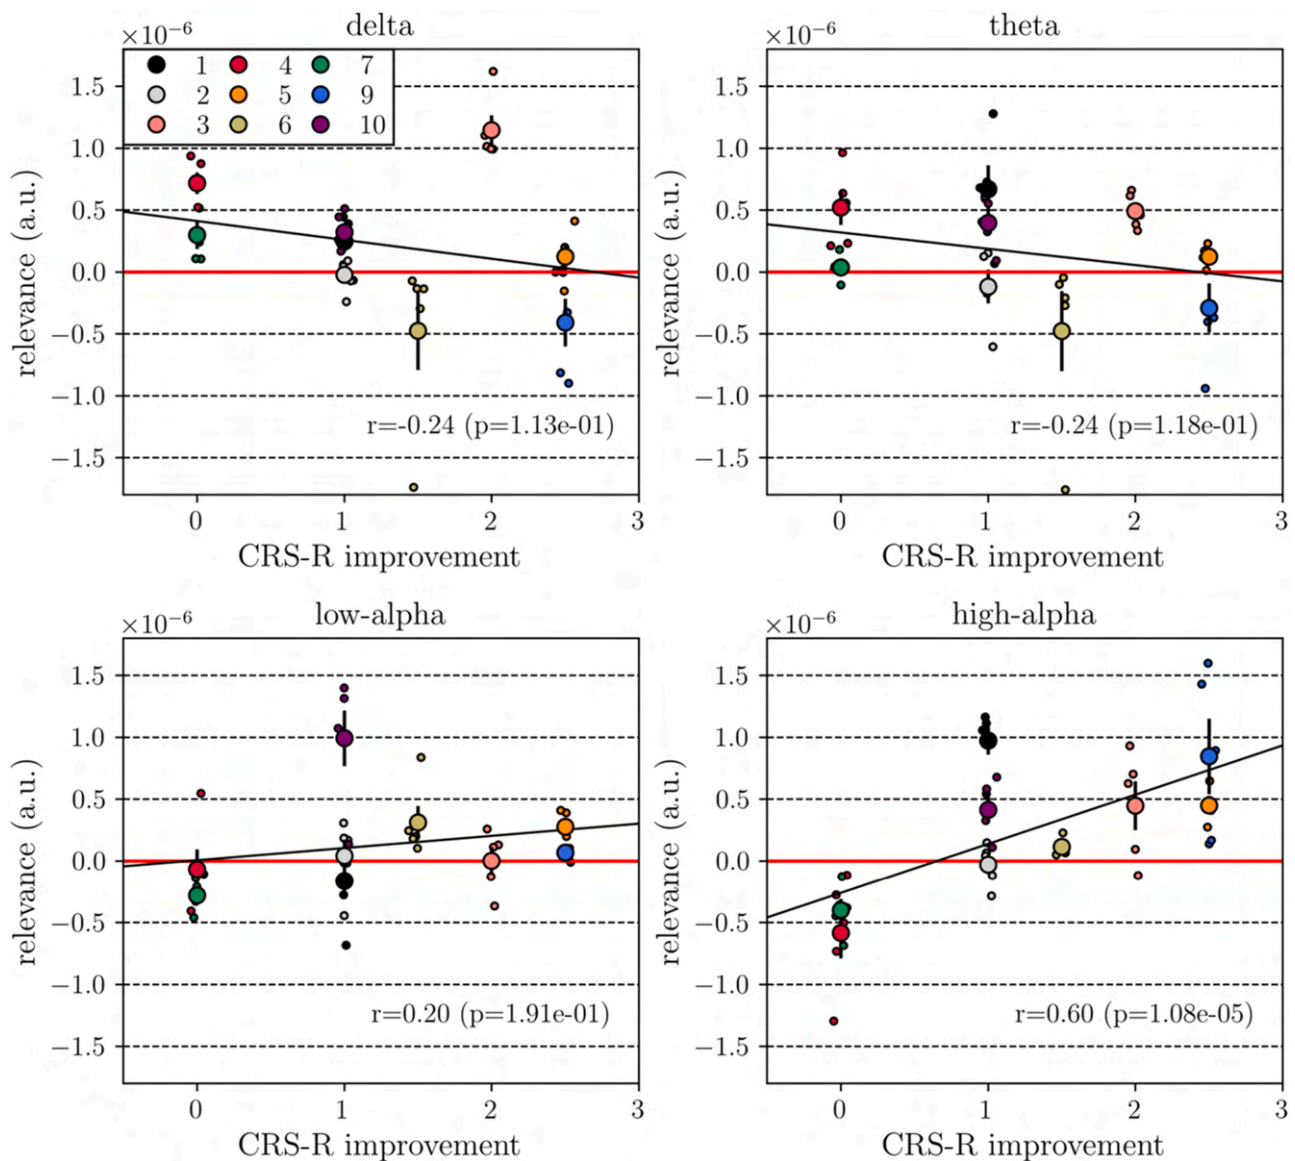 delta
×10⁻⁶
1 4 7
2 5 9
3 6 10
1.5
1.0
0.5
0.0
−0.5
−1.0
−1.5
relevance (a.u.)
r=-0.24 (p=1.13e-01)
0 1 2 3
CRS-R improvement
theta
×10⁻⁶
1.5
1.0
0.5
0.0
−0.5
−1.0
−1.5
relevance (a.u.)
r=-0.24 (p=1.18e-01)
0 1 2 3
CRS-R improvement
low-alpha
×10⁻⁶
1.5
1.0
0.5
0.0
−0.5
−1.0
−1.5
relevance (a.u.)
r=0.20 (p=1.91e-01)
0 1 2 3
CRS-R improvement
high-alpha
×10⁻⁶
1.5
1.0
0.5
0.0
−0.5
−1.0
−1.5
relevance (a.u.)
r=0.60 (p=1.08e-05)
0 1 2 3
CRS-R improvement